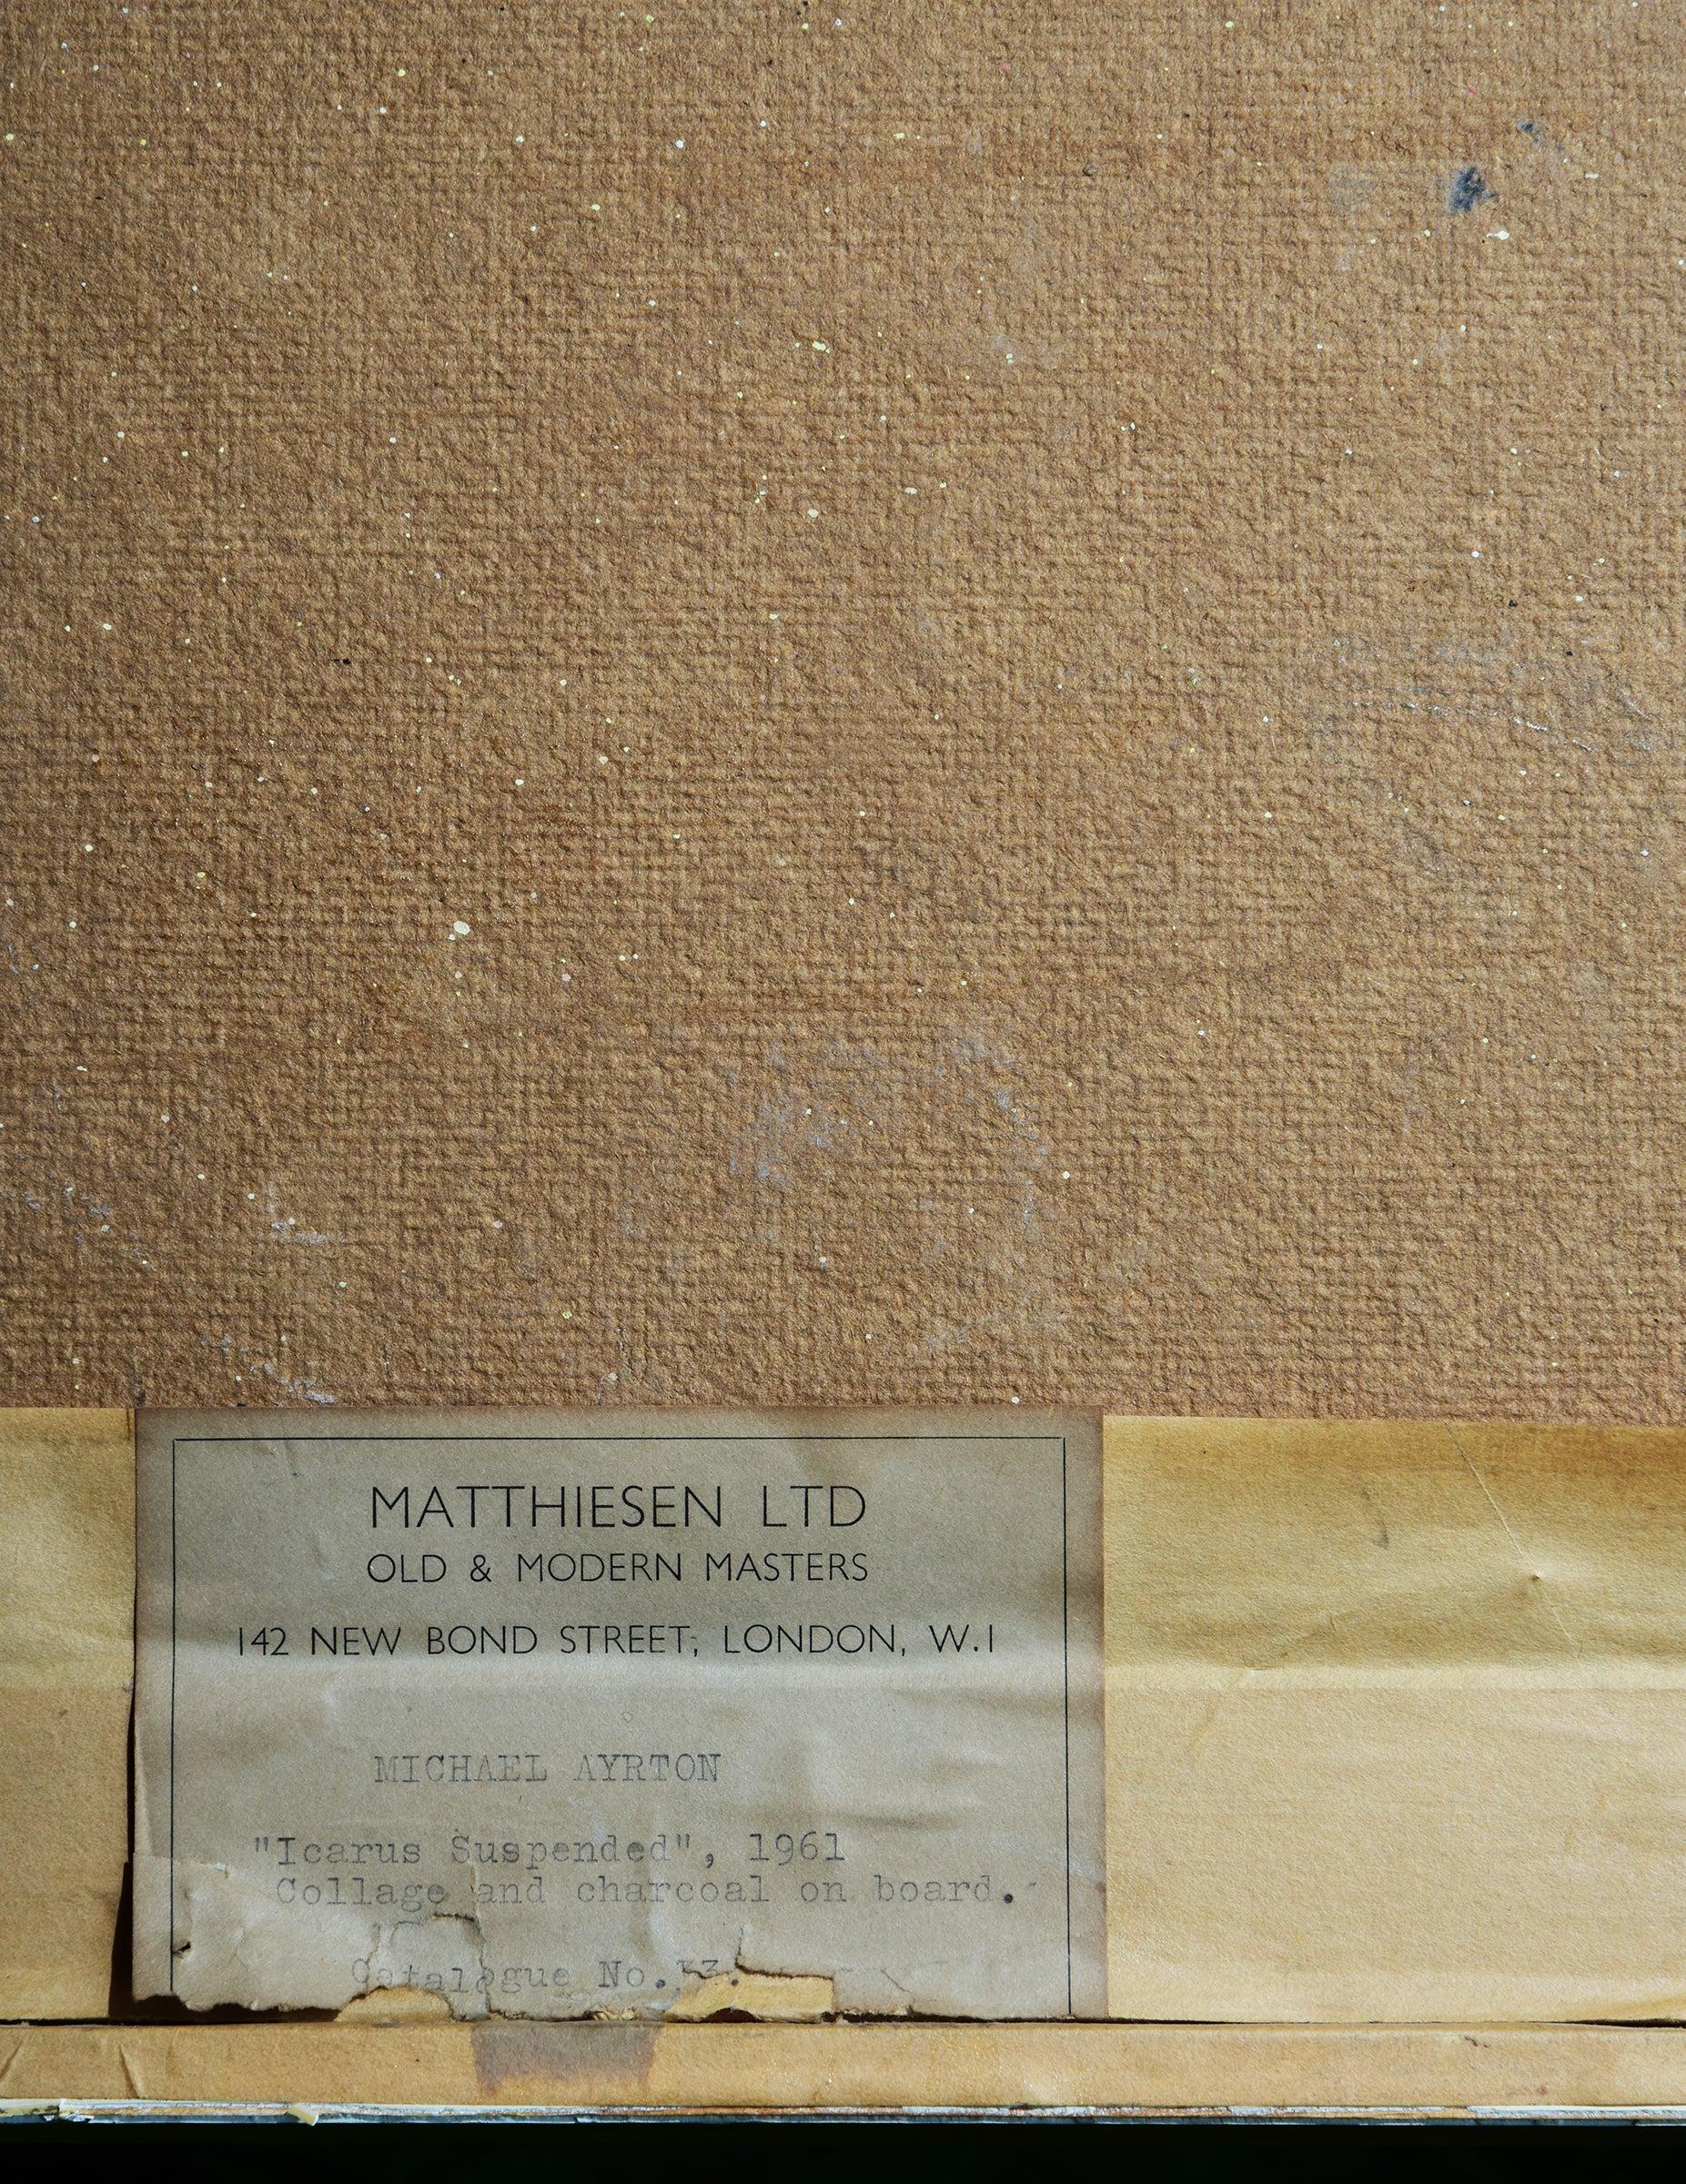 MATTHIESEN LTD
OLD & MODERN MASTERS
142 NEW BOND STREET, LONDON, W.1
MICHAEL AYRTON
"Icarus Suspended", 1961
Collage and charcoal on board.
Catalogue No.